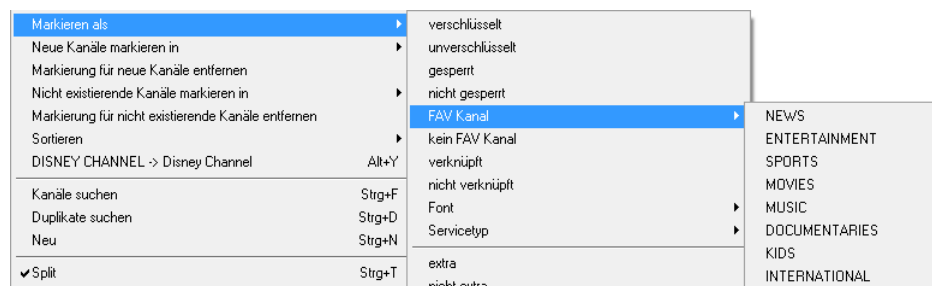 Markieren als
Neue Kanäle markieren in
Markierung für neue Kanäle entfernen
Nicht existierende Kanäle markieren in
Markierung für nicht existierende Kanäle entfernen
Sortieren
DISNEY CHANNEL -> Disney Channel Alt+Y
Kanäle suchen Strg+F
Duplikate suchen Strg+D
Neu Strg+N
Split Strg+T
verschlüsselt
unverschlüsselt
gesperrt
nicht gesperrt
FAV Kanal
kein FAV Kanal
verknüpft
nicht verknüpft
Font
Servicetyp
extra
nicht extra
NEWS
ENTERTAINMENT
SPORTS
MOVIES
MUSIC
DOCUMENTARIES
KIDS
INTERNATIONAL